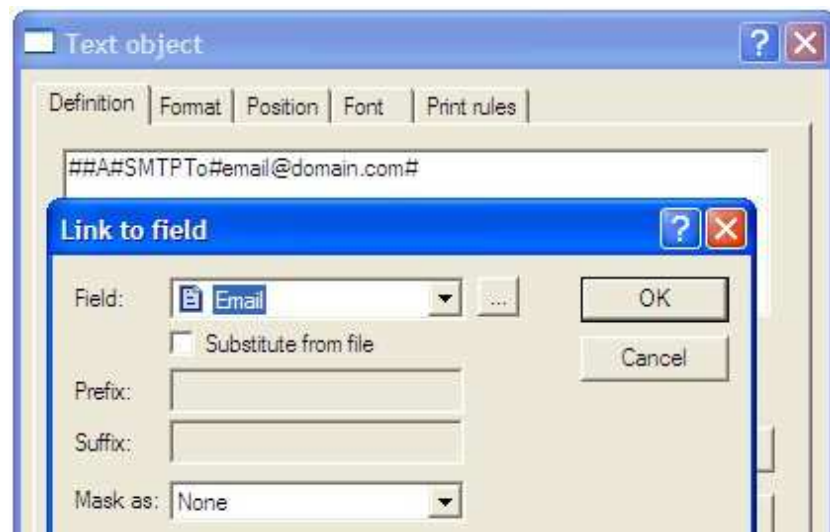 Text object
Definition Format Position Font Print rules
##A#SMTPTo#email@domain.com#
Link to field
Field: Email ... OK
Substitute from file
Cancel
Prefix:
Suffix:
Mask as: None